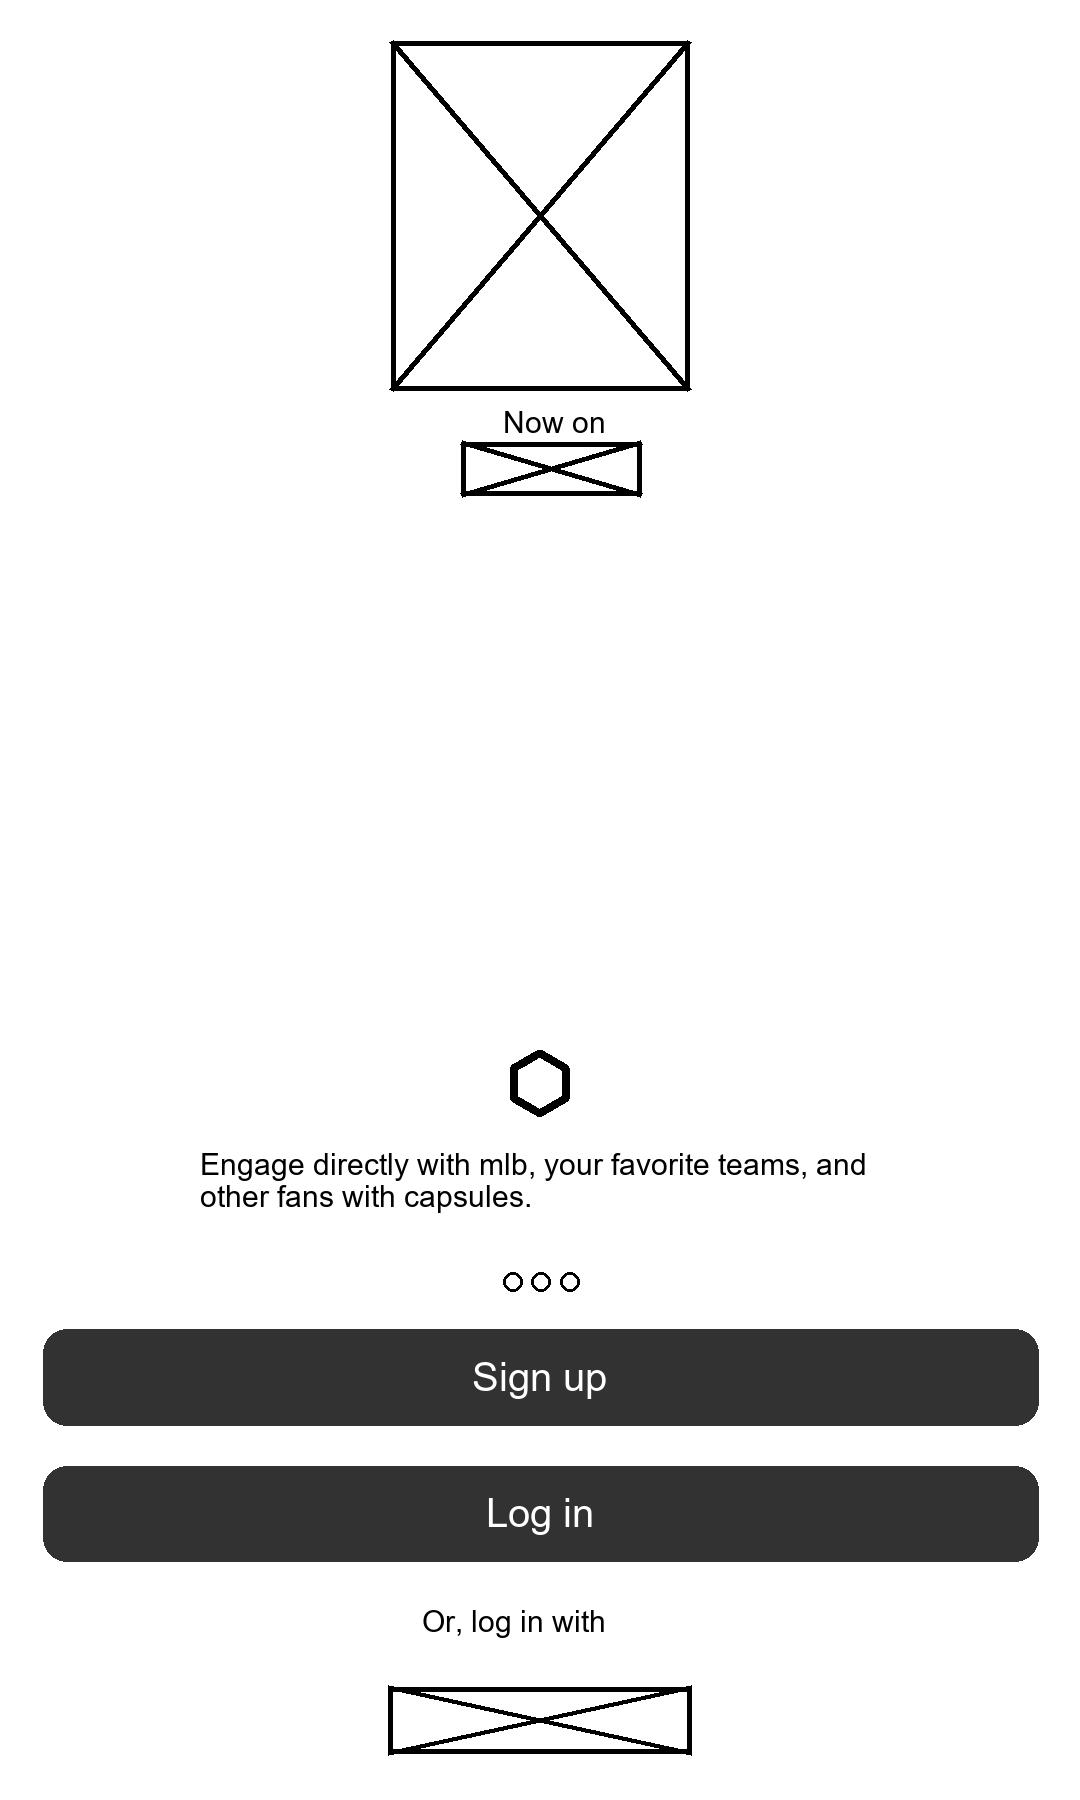 Now on
Engage directly with mlb, your favorite teams, and
other fans with capsules.
Sign up
Log in
Or, log in with